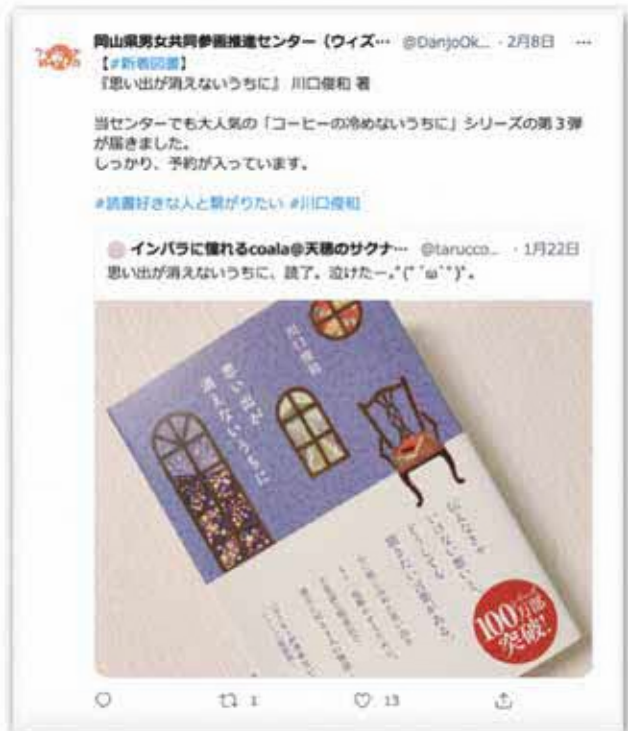 岡山県男女共同参画推進センター（ウィズ… @DanjoOk... · 2月8日 …
【#新着図書】
『思い出が消えないうちに』 川口俊和 著
当センターでも大人気の「コーヒーの冷めないうちに」シリーズの第３弾
が届きました。
しっかり、予約が入っています。
#読書好きな人と繋がりたい #川口俊和
インパラに憧れるcoala@天穂のサクナ… @tarucco... · 1月22日
思い出が消えないうちに、読了。泣けたー｡ﾟ(ﾟ´ω`ﾟ)ﾟ｡
川口俊和
思い出が
消えないうちに
シリーズ
100万部
突破!
1
13